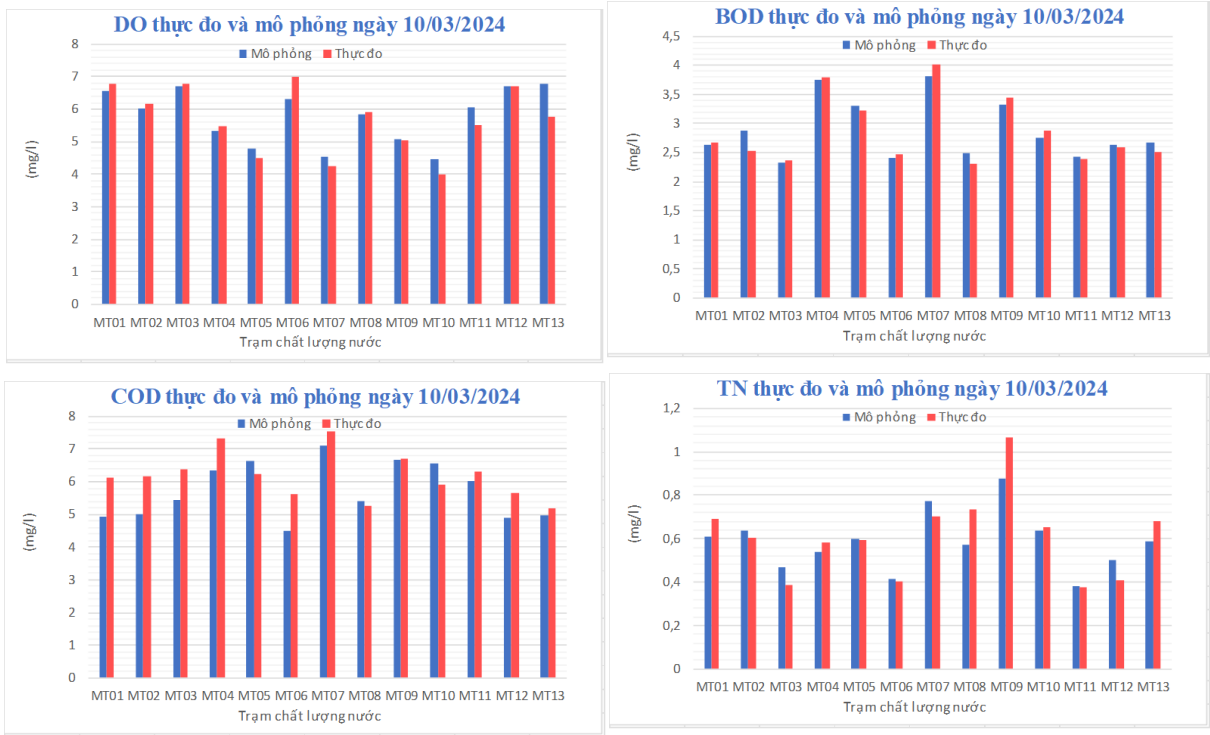 DO thực đo và mô phỏng ngày 10/03/2024
Mô phỏng Thực đo
8
7
6
5
4
3
2
1
0
(mg/l)
MT01 MT02 MT03 MT04 MT05 MT06 MT07 MT08 MT09 MT10 MT11 MT12 MT13
Trạm chất lượng nước
BOD thực đo và mô phỏng ngày 10/03/2024
Mô phỏng Thực đo
4,5
4
3,5
3
2,5
2
1,5
1
0,5
0
(mg/l)
MT01 MT02 MT03 MT04 MT05 MT06 MT07 MT08 MT09 MT10 MT11 MT12 MT13
Trạm chất lượng nước
COD thực đo và mô phỏng ngày 10/03/2024
Mô phỏng Thực đo
8
7
6
5
4
3
2
1
0
(mg/l)
MT01 MT02 MT03 MT04 MT05 MT06 MT07 MT08 MT09 MT10 MT11 MT12 MT13
Trạm chất lượng nước
TN thực đo và mô phỏng ngày 10/03/2024
Mô phỏng Thực đo
1,2
1
0,8
0,6
0,4
0,2
0
(mg/l)
MT01 MT02 MT03 MT04 MT05 MT06 MT07 MT08 MT09 MT10 MT11 MT12 MT13
Trạm chất lượng nước